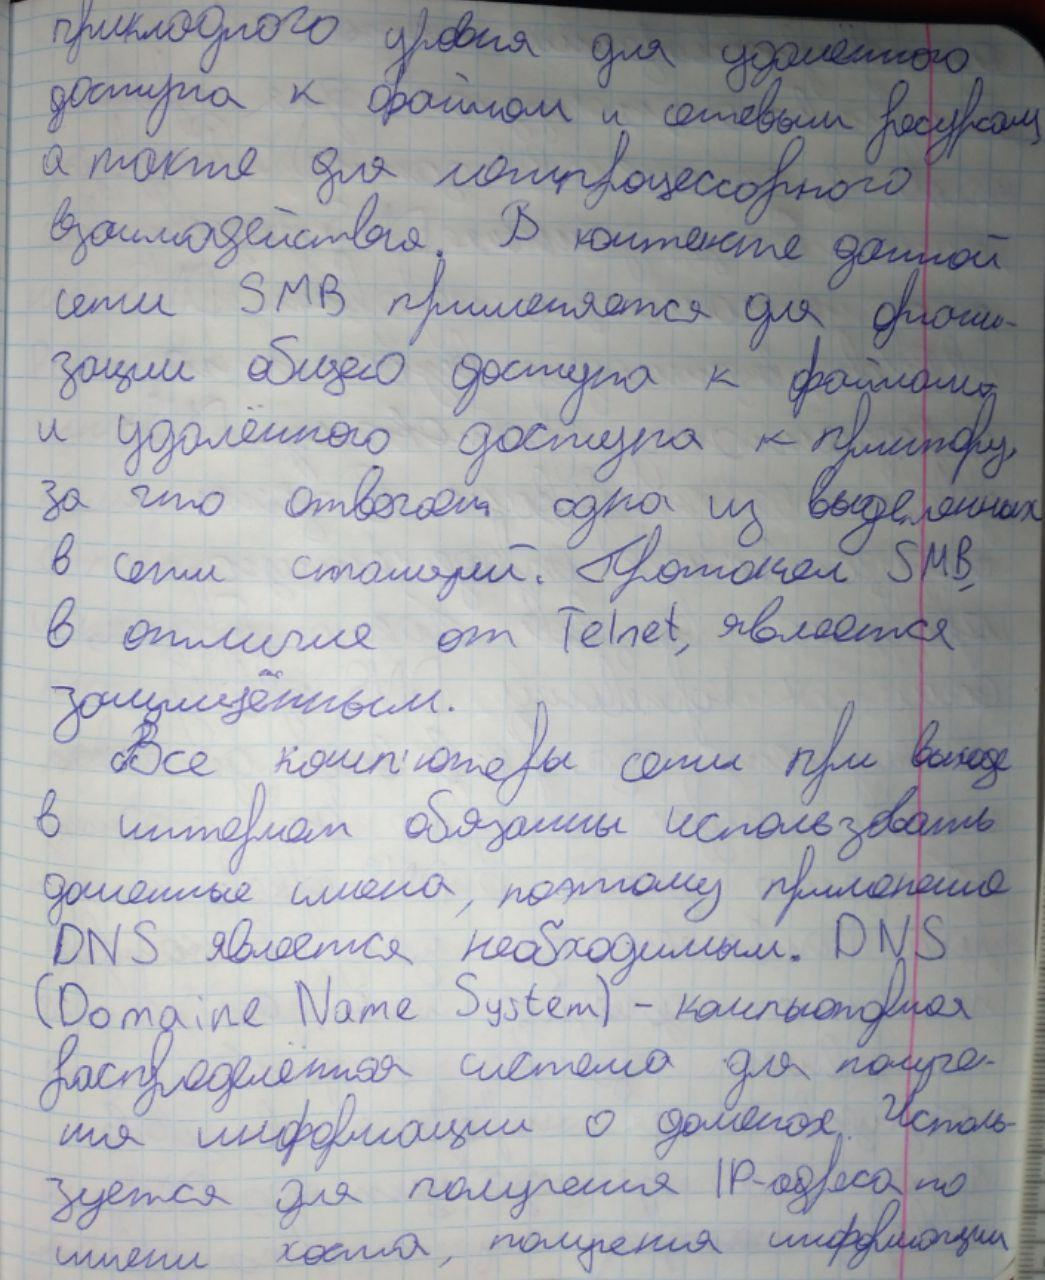 прикладного уровня для удалённого
доступа к файлам и сетевым ресурсам,
а также для межпроцессорного
взаимодействия. В контексте данной
сети SMB применяется для органи-
зации общего доступа к файлам
и удалённого доступа к принтеру,
за что отвечает одна из выделенных
в сети станций. Протокол SMB,
в отличие от Telnet, является
защищённым.
Все компьютеры сети при выходе
в интернет обязаны использовать
доменные имена, поэтому применение
DNS является необходимым. DNS
(Domaine Name System) – компьютерная
распределённая система для получе-
ния информации о доменах. Исполь-
зуется для получения IP-адреса по
имени хоста, получения информации